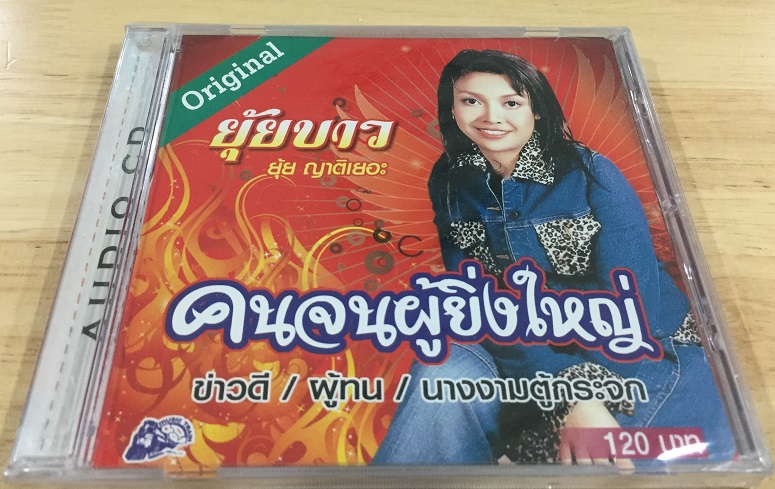 Original
ยุ้ยบาว
ยุ้ย ญาติเยอะ
AUDIO CD
คนจนผู้ยิ่งใหญ่
ข่าวดี / ผู้ทน / นางงามตู้กระจก
MUSIC TRAIN
120 บาท